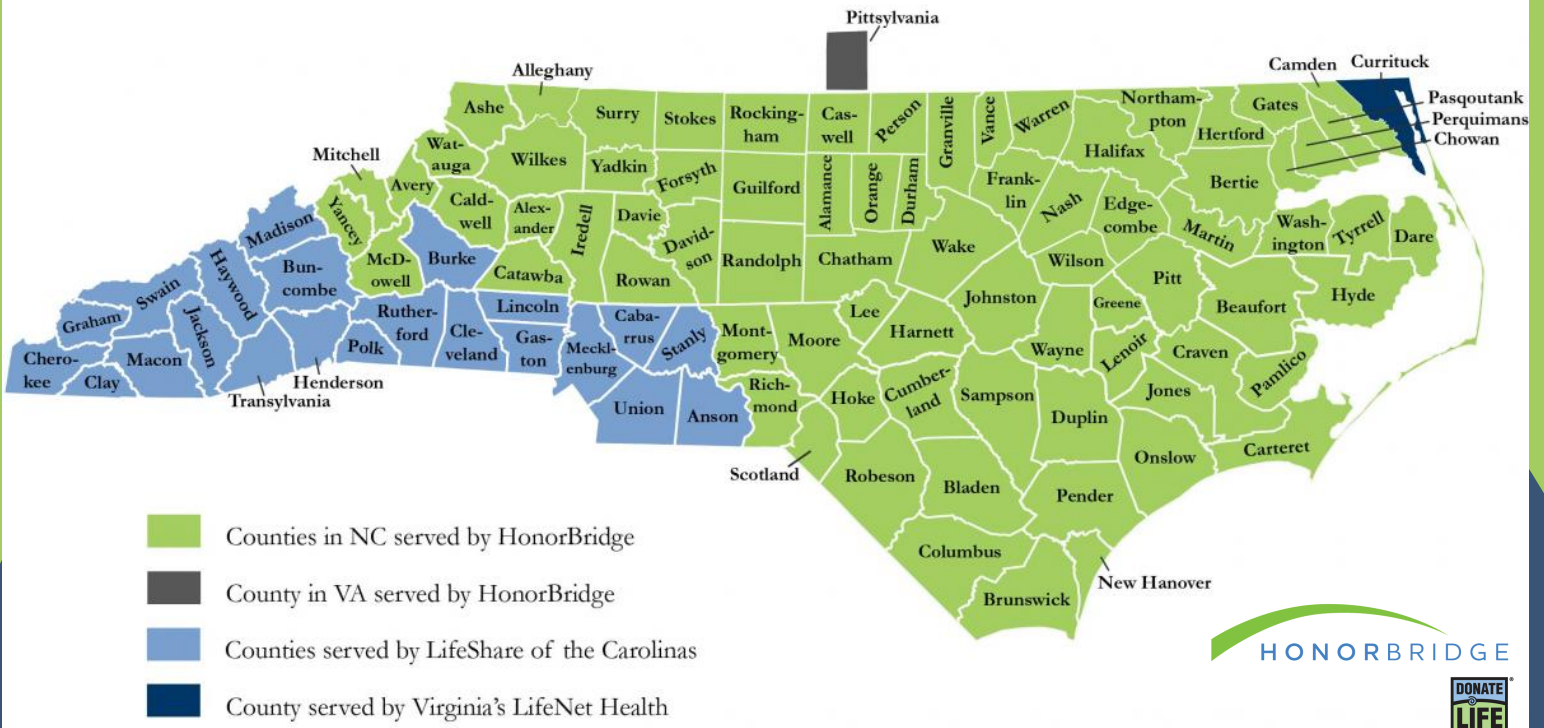 Pittsylvania
Alleghany
Camden
Currituck
Pasqoutank
Perquimans
Chowan
Ashe
Surry
Stokes
Rocking-
ham
Cas-
well
Person
Granville
Vance
Warren
Northamp-
pton
Gates
Hertford
Halifax
Mitchell
Wat-
auga
Wilkes
Yadkin
Forsyth
Guilford
Alamance
Orange
Durham
Frank-
lin
Nash
Edge-
combe
Bertie
Martin
Wash-
ington
Tyrrell
Dare
Avery
Yancey
Cald-
well
Alex-
ander
Iredell
Davie
David-
son
Randolph
Chatham
Wake
Wilson
Pitt
Beaufort
Hyde
Madison
Bun-
combe
McD-
owell
Burke
Catawba
Rowan
Swain
Haywood
Graham
Jackson
Macon
Chero-
kee
Clay
Transylvania
Henderson
Polk
Ruther-
ford
Cle-
veland
Lincoln
Gas-
ton
Meckl-
enburg
Caba-
rrus
Stanly
Union
Anson
Mont-
gomery
Moore
Lee
Harnett
Johnston
Greene
Wayne
Lenoir
Craven
Pamlico
Jones
Rich-
mond
Hoke
Cumber-
land
Sampson
Duplin
Onslow
Carteret
Scotland
Robeson
Bladen
Pender
Columbus
Brunswick
New Hanover
Counties in NC served by HonorBridge
County in VA served by HonorBridge
Counties served by LifeShare of the Carolinas
County served by Virginia's LifeNet Health
HONORBRIDGE
DONATE
LIFE